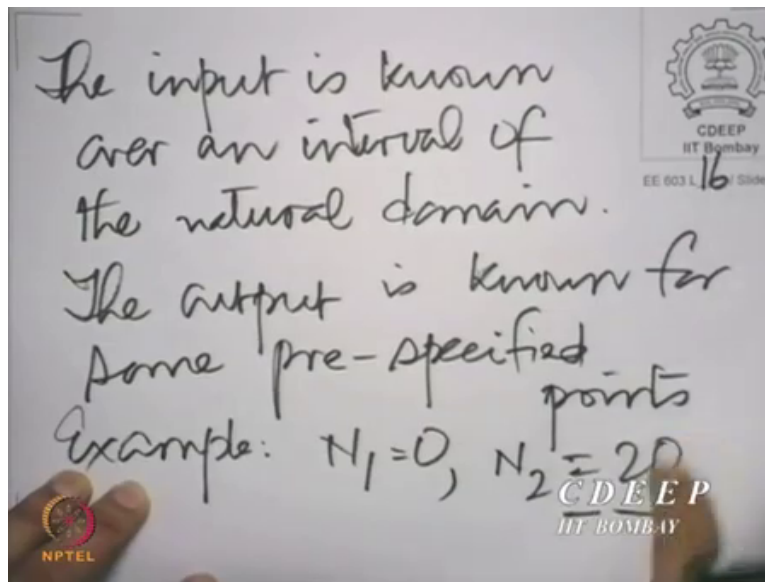 The input is known
over an interval of
the natural domain.
The output is known for
some pre-specified
points
Example: N₁=0, N₂=20
CDEEP
IIT Bombay
EE 603 L 16 / Slide
CDEEP
IIT BOMBAY
NPTEL